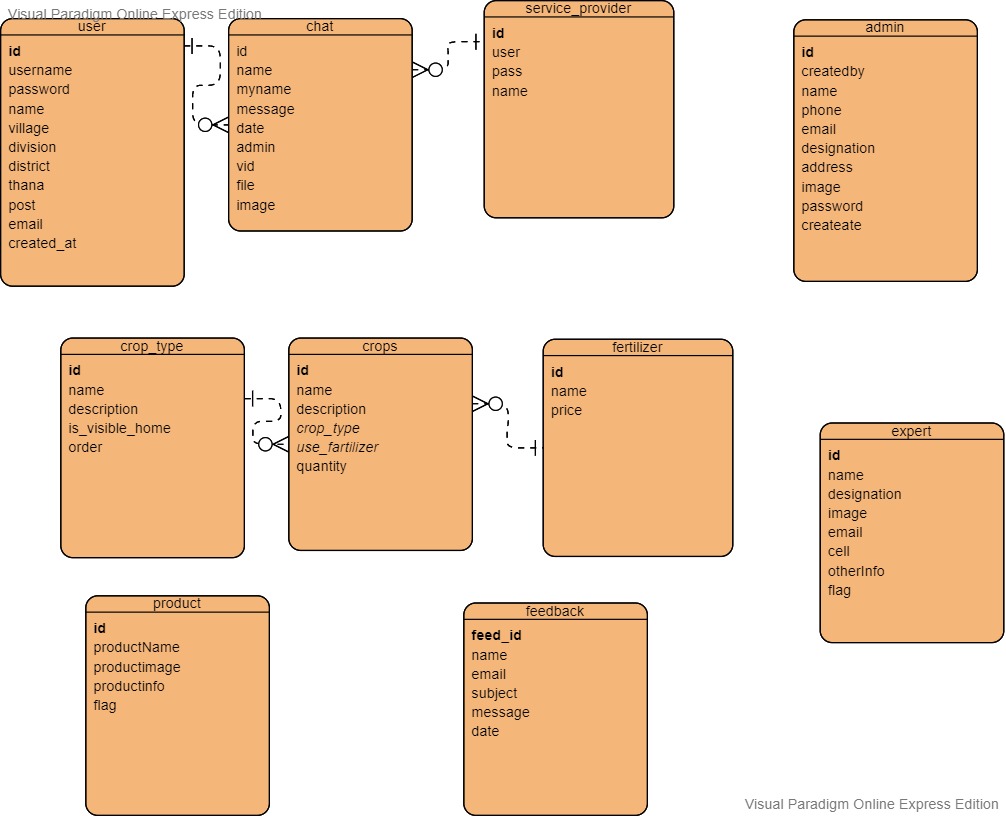 Visual Paradigm Online Express Edition
user
id
username
password
name
village
division
district
thana
post
email
created_at
chat
id
name
myname
message
date
admin
vid
file
image
service_provider
id
user
pass
name
admin
id
createdby
name
phone
email
designation
address
image
password
createate
crop_type
id
name
description
is_visible_home
order
crops
id
name
description
crop_type
use_fartilizer
quantity
fertilizer
id
name
price
expert
id
name
designation
image
email
cell
otherInfo
flag
product
id
productName
productimage
productinfo
flag
feedback
feed_id
name
email
subject
message
date
Visual Paradigm Online Express Edition